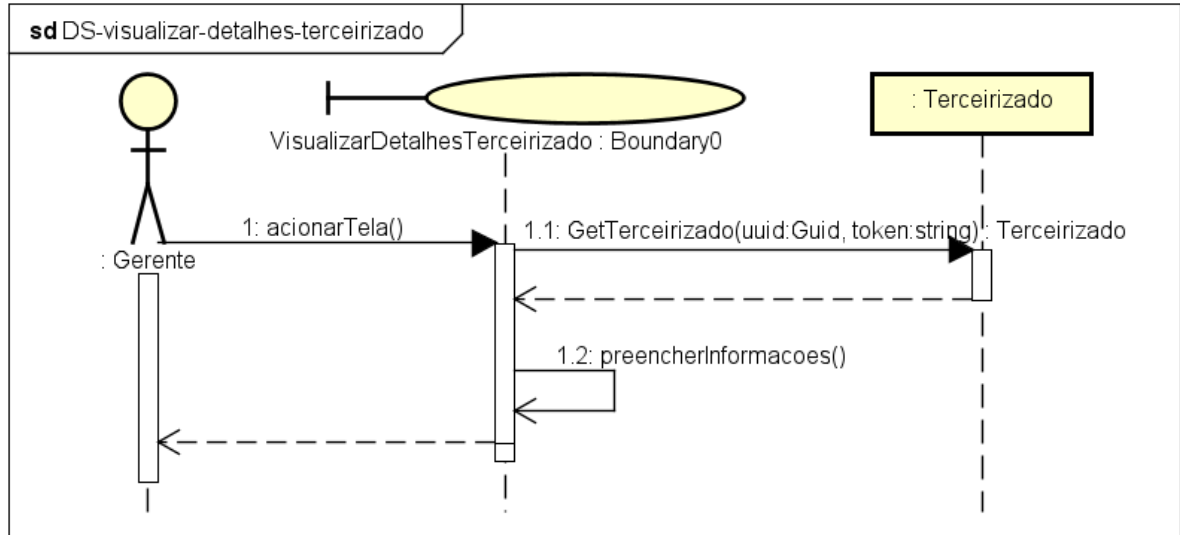 sd DS-visualizar-detalhes-terceirizado
: Terceirizado
VisualizarDetalhesTerceirizado : Boundary0
1: acionarTela()
1.1: GetTerceirizado(uuid:Guid, token:string) : Terceirizado
: Gerente
1.2: preencherInformacoes()